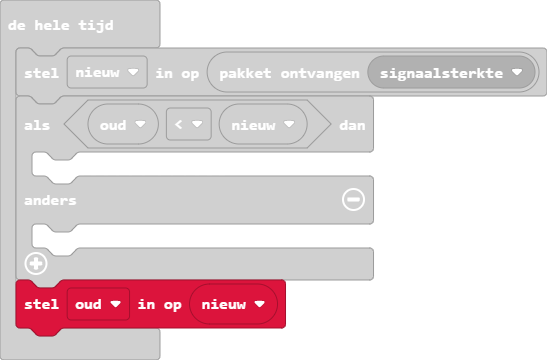 de hele tijd
stel nieuw in op pakket ontvangen signaalsterkte
als oud < nieuw dan
anders
stel oud in op nieuw